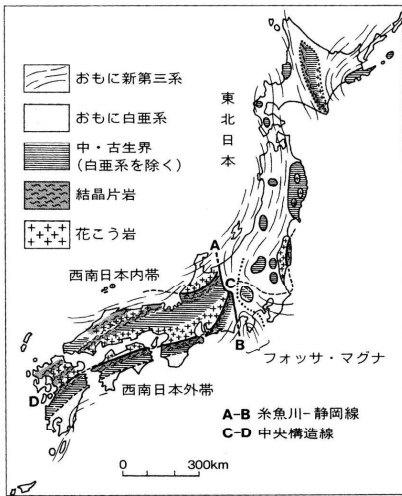 おもに新第三系
おもに白亜系
中・古生界
(白亜系を除く)
結晶片岩
花こう岩
東北日本
A
西南日本内帯
C
B
フォッサ・マグナ
D
西南日本外帯
A-B 糸魚川-静岡線
C-D 中央構造線
0 300km